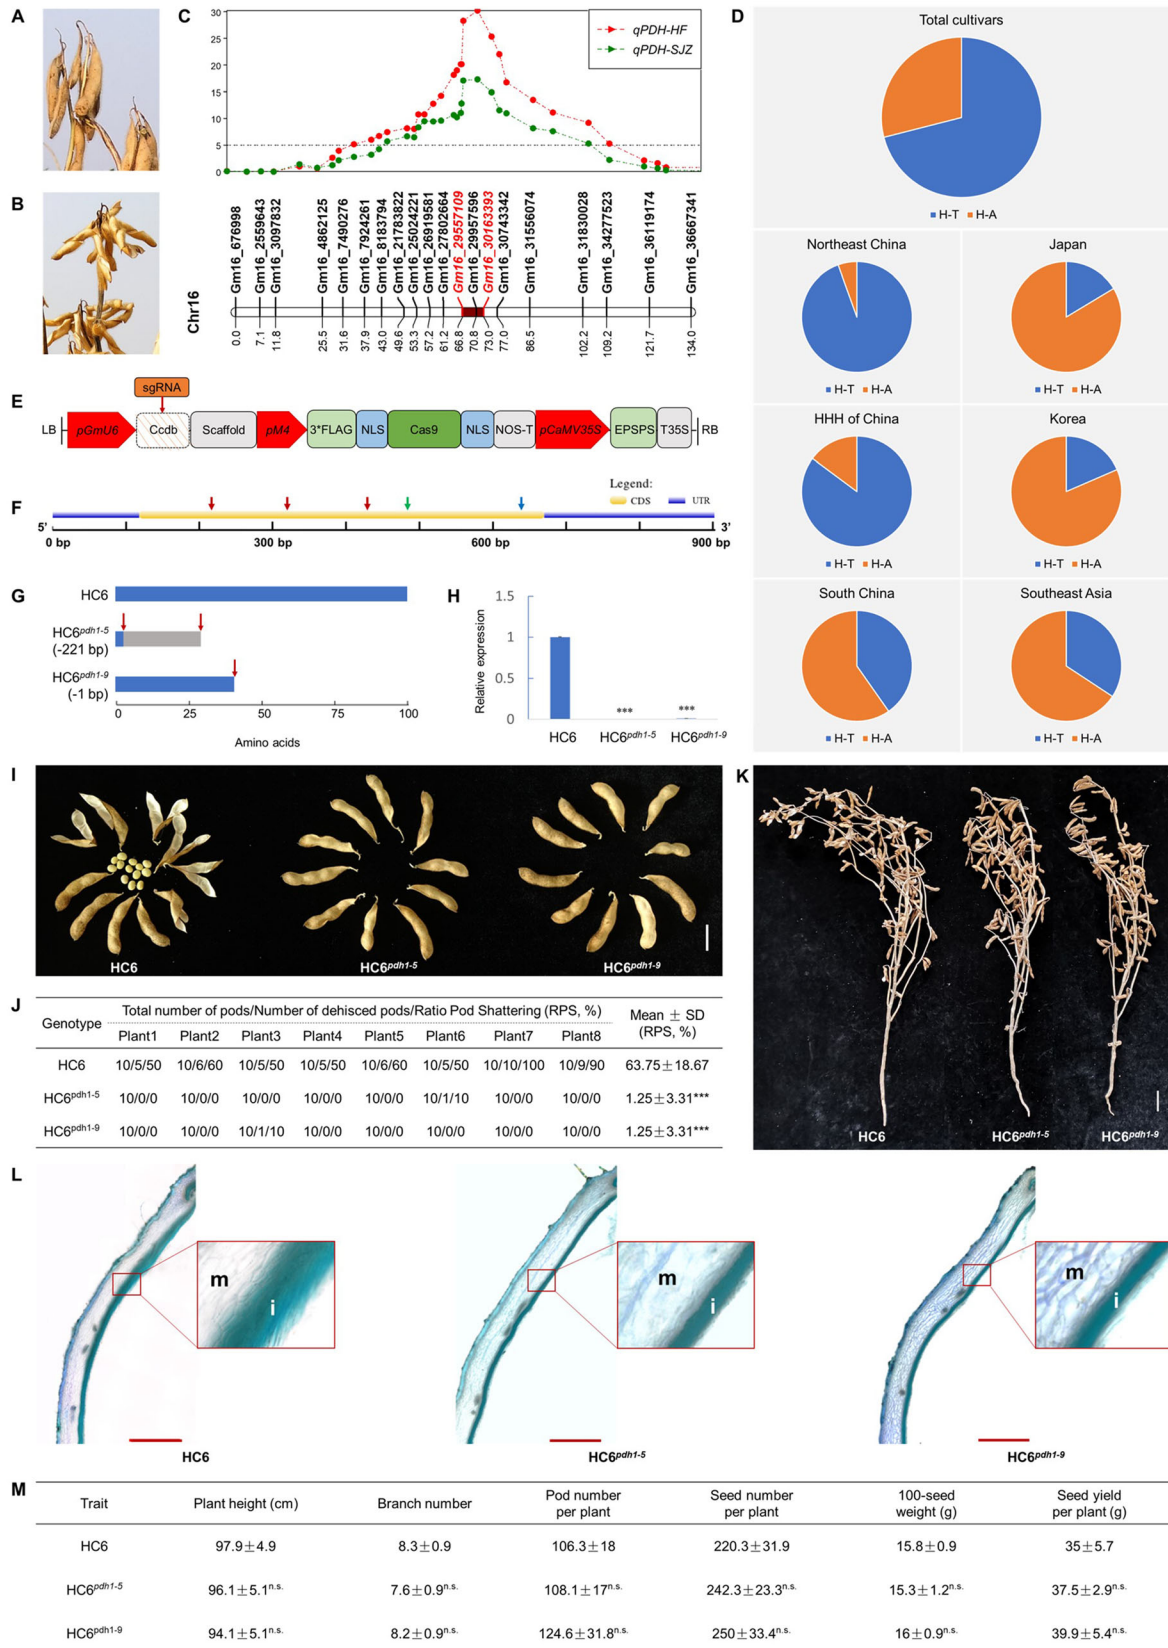 A
B
C
30
25
20
15
10
5
0
qPDH-HF
qPDH-SJZ
Chr16
Gm16_676998
Gm16_2559643
Gm16_3097832
Gm16_4862125
Gm16_7490276
Gm16_7924261
Gm16_8183794
Gm16_21783822
Gm16_25024221
Gm16_26919581
Gm16_27802664
Gm16_29557109
Gm16_29957596
Gm16_30163393
Gm16_30743342
Gm16_31556074
Gm16_31830028
Gm16_34277523
Gm16_36119174
Gm16_36667341
0.0
7.1
11.8
25.5
31.6
37.9
43.0
49.6
53.3
57.2
61.2
66.8
70.8
73.0
77.0
86.5
102.2
109.2
121.7
134.0
D
Total cultivars
H-T H-A
Northeast China
H-T H-A
Japan
H-T H-A
HHH of China
H-T H-A
Korea
H-T H-A
South China
H-T H-A
Southeast Asia
H-T H-A
E
sgRNA
LB pGmU6 Ccdb Scaffold pM4 3*FLAG NLS Cas9 NLS NOS-T pCaMV35S EPSPS T35S RB
F
Legend:
CDS UTR
5’ 3’
0 bp 300 bp 600 bp 900 bp
G
HC6
HC6pdh1-5
(-221 bp)
HC6pdh1-9
(-1 bp)
0 25 50 75 100
Amino acids
H
Relative expression
1.5
1
0.5
0
*** ***
HC6 HC6pdh1-5 HC6pdh1-9
I
HC6 HC6pdh1-5 HC6pdh1-9
K
HC6 HC6pdh1-5 HC6pdh1-9
J
Genotype
Total number of pods/Number of dehisced pods/Ratio Pod Shattering (RPS, %)
Mean ± SD
(RPS, %)
Plant1 Plant2 Plant3 Plant4 Plant5 Plant6 Plant7 Plant8
HC6 10/5/50 10/6/60 10/5/50 10/5/50 10/6/60 10/5/50 10/10/100 10/9/90 63.75±18.67
HC6pdh1-5 10/0/0 10/0/0 10/0/0 10/0/0 10/0/0 10/1/10 10/0/0 10/0/0 1.25±3.31***
HC6pdh1-9 10/0/0 10/0/0 10/1/10 10/0/0 10/0/0 10/0/0 10/0/0 10/0/0 1.25±3.31***
L
m
i
HC6
m
i
HC6pdh1-5
m
i
HC6pdh1-9
M
Trait
Plant height (cm)
Branch number
Pod number
per plant
Seed number
per plant
100-seed
weight (g)
Seed yield
per plant (g)
HC6 97.9±4.9 8.3±0.9 106.3±18 220.3±31.9 15.8±0.9 35±5.7
HC6pdh1-5 96.1±5.1n.s. 7.6±0.9n.s. 108.1±17n.s. 242.3±23.3n.s. 15.3±1.2n.s. 37.5±2.9n.s.
HC6pdh1-9 94.1±5.1n.s. 8.2±0.9n.s. 124.6±31.8n.s. 250±33.4n.s. 16±0.9n.s. 39.9±5.4n.s.